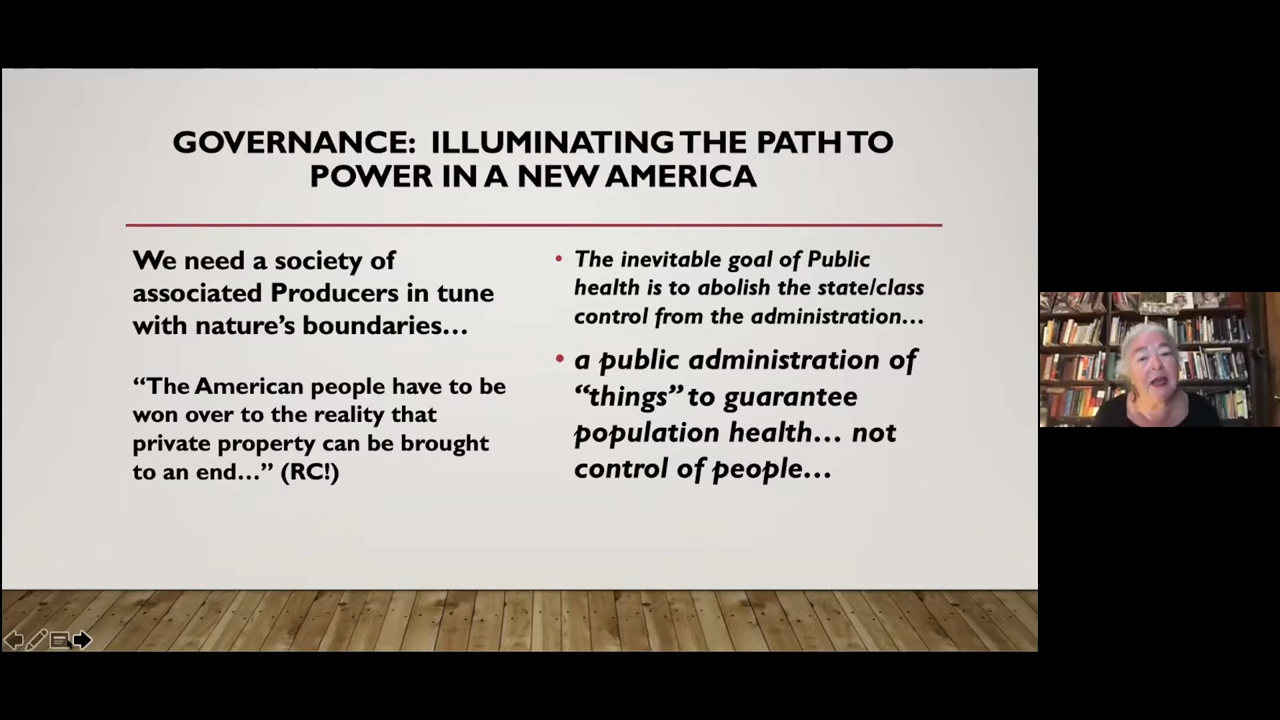 GOVERNANCE: ILLUMINATING THE PATH TO
POWER IN A NEW AMERICA
We need a society of
associated Producers in tune
with nature’s boundaries…
“The American people have to be
won over to the reality that
private property can be brought
to an end…” (RC!)
• The inevitable goal of Public
health is to abolish the state/class
control from the administration…
• a public administration of
“things” to guarantee
population health… not
control of people…